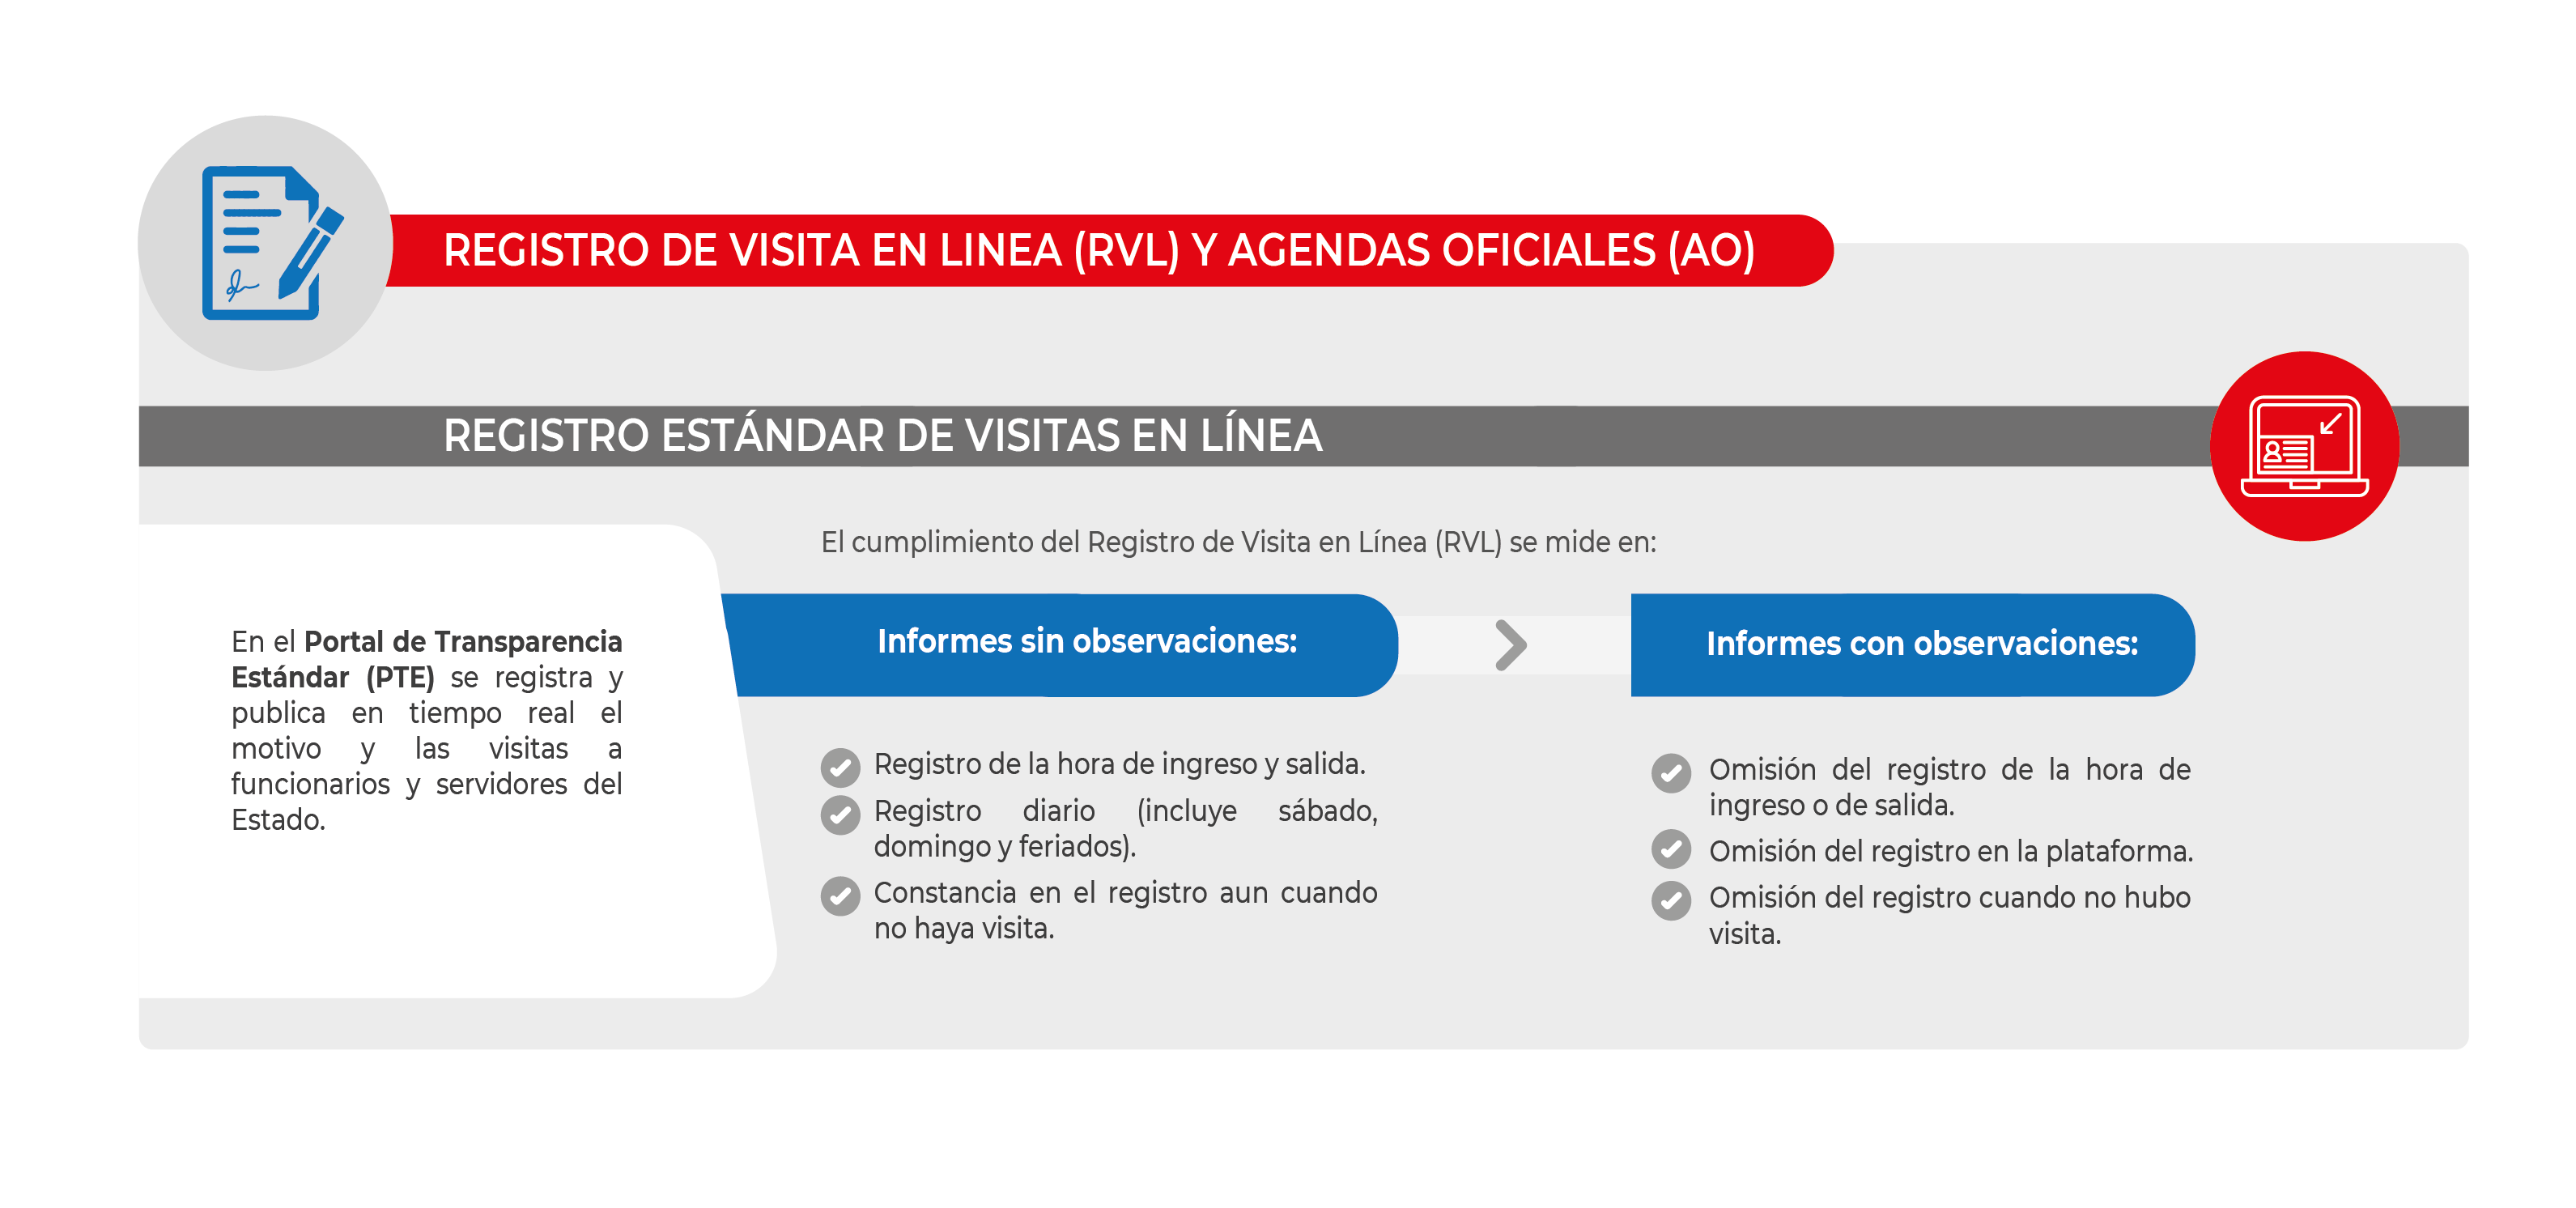 REGISTRO DE VISITA EN LINEA (RVL) Y AGENDAS OFICIALES (AO)
REGISTRO ESTÁNDAR DE VISITAS EN LÍNEA
En el Portal de Transparencia
Estándar (PTE) se registra y
publica en tiempo real el
motivo y las visitas a
funcionarios y servidores del
Estado.
El cumplimiento del Registro de Visita en Línea (RVL) se mide en:
Informes sin observaciones:
Registro de la hora de ingreso y salida.
Registro diario (incluye sábado,
domingo y feriados).
Constancia en el registro aun cuando
no haya visita.
Informes con observaciones:
Omisión del registro de la hora de
ingreso o de salida.
Omisión del registro en la plataforma.
Omisión del registro cuando no hubo
visita.